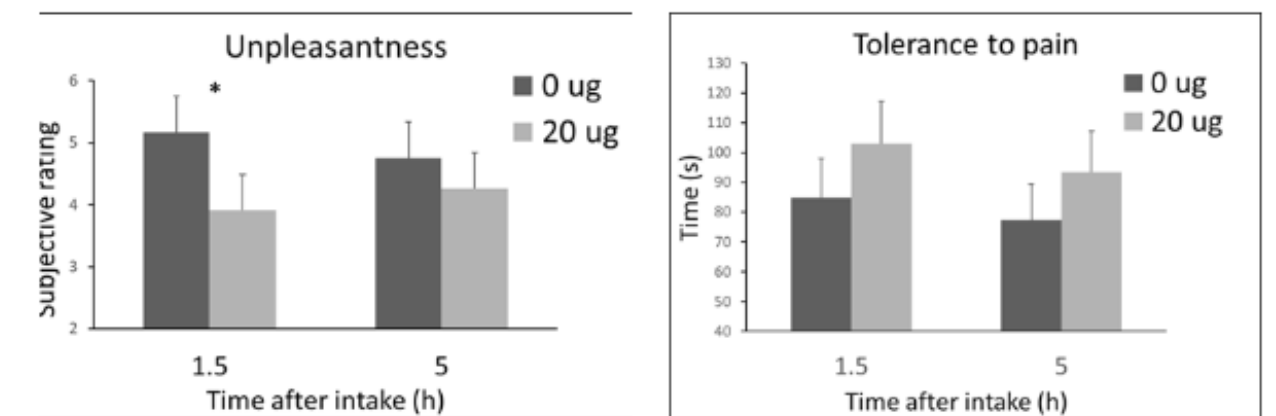 Unpleasantness
6
*
0 ug
20 ug
5
4
3
2
Subjective rating
1.5
5
Time after intake (h)
Tolerance to pain
130
120
110
100
90
80
70
60
50
40
0 ug
20 ug
Time (s)
1.5
5
Time after intake (h)